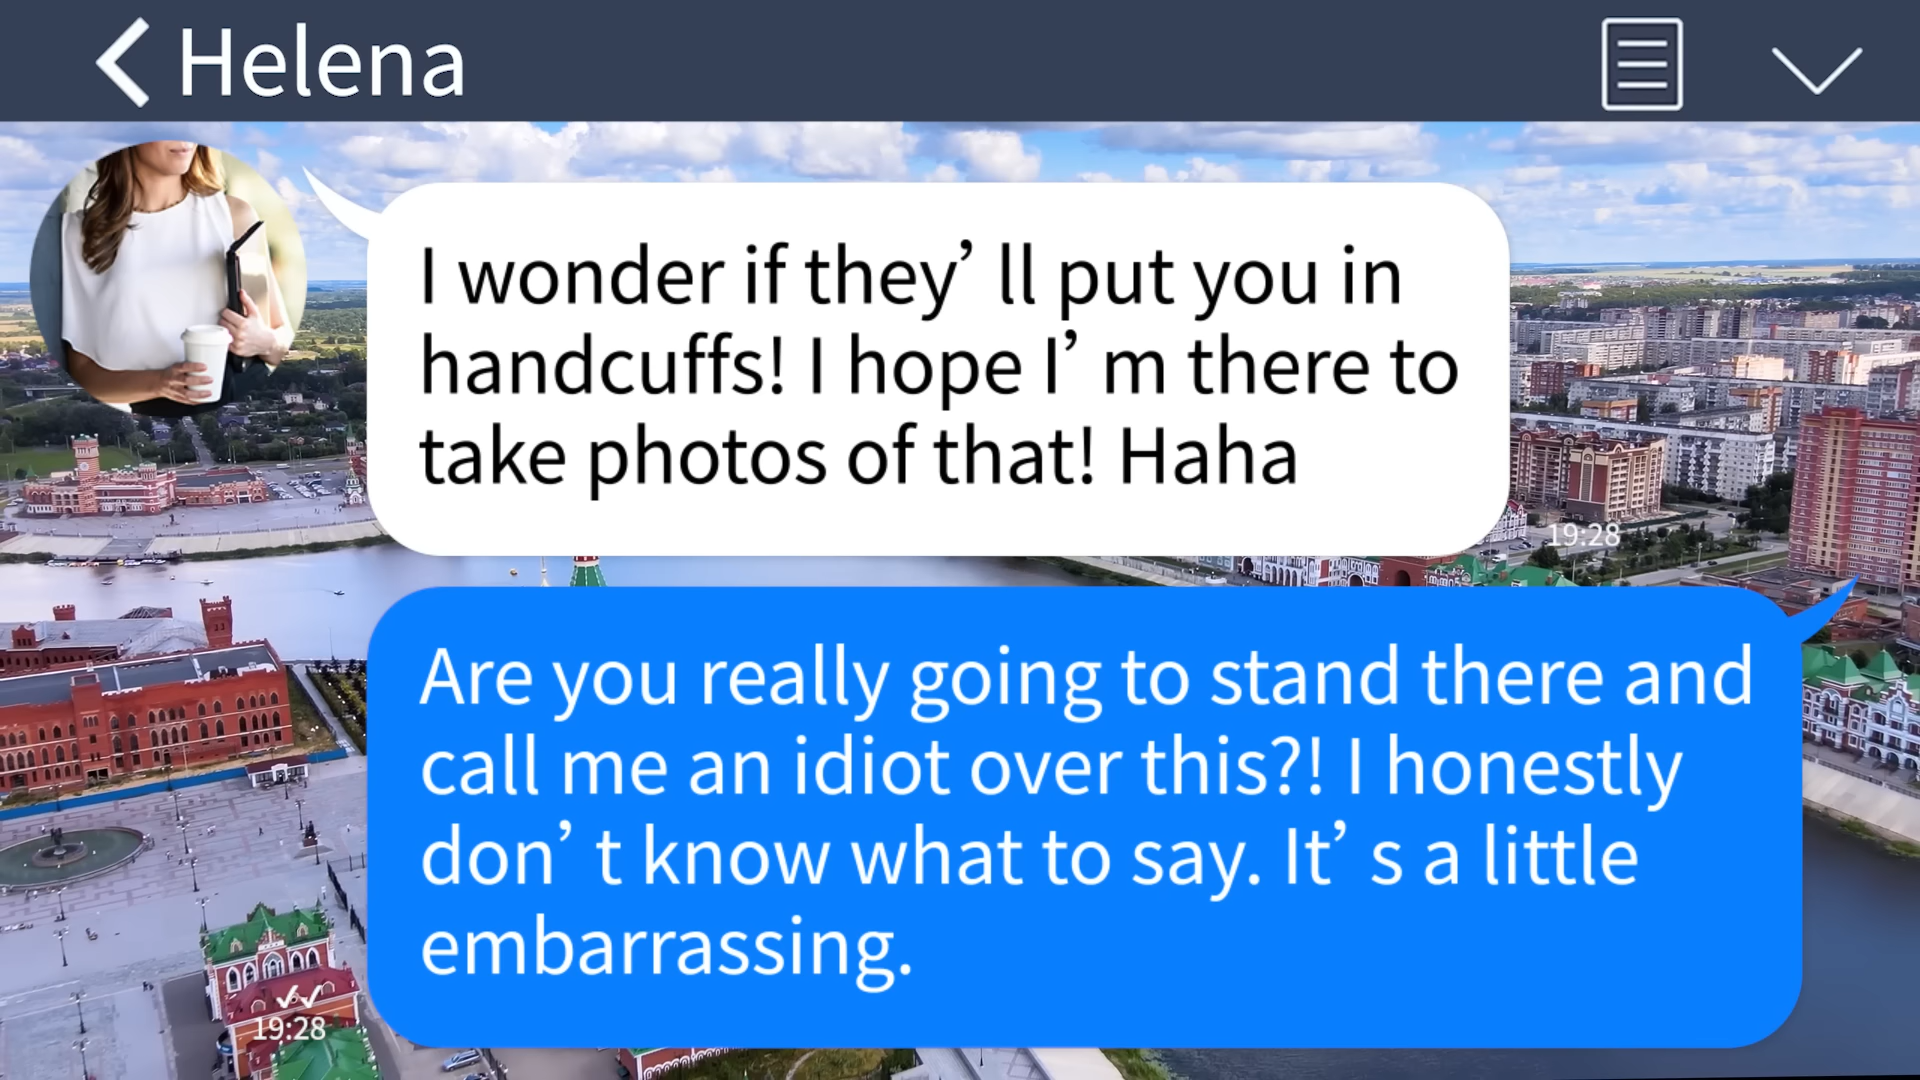 Helena
I wonder if they’ ll put you in
handcuffs! I hope I’ m there to
take photos of that! Haha
19:28
Are you really going to stand there and
call me an idiot over this?! I honestly
don’ t know what to say. It’ s a little
embarrassing.
19:28